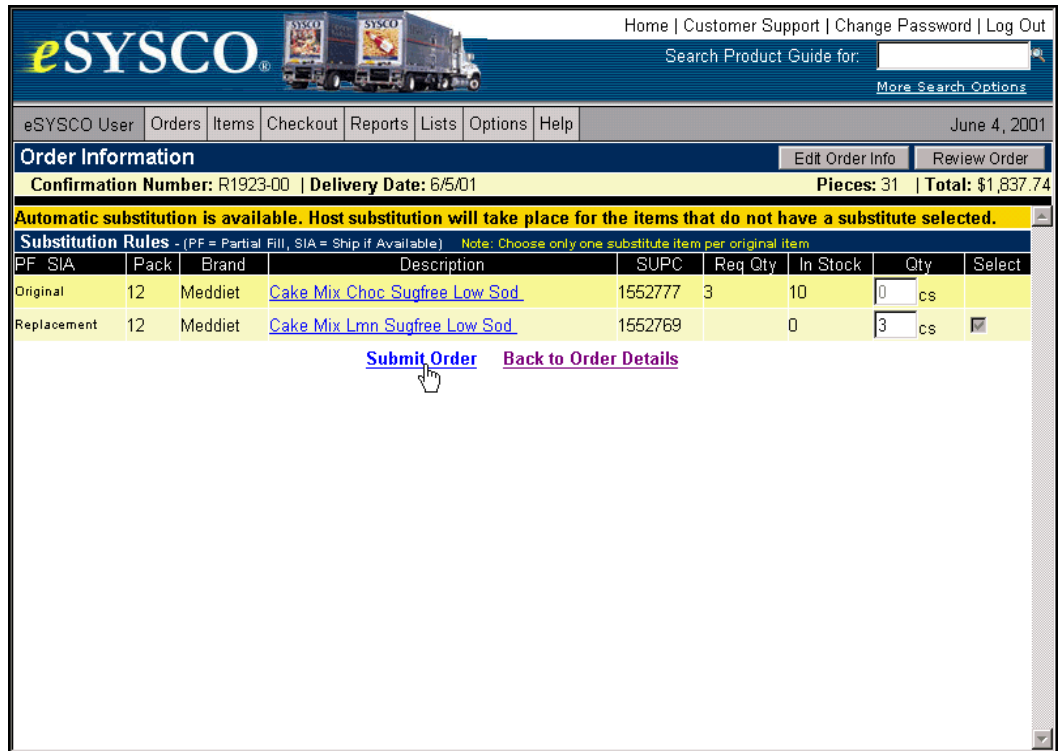 Home | Customer Support | Change Password | Log Out
eSYSCO®
SYSCO SYSCO
Search Product Guide for:
More Search Options
eSYSCO User Orders Items Checkout Reports Lists Options Help June 4, 2001
Order Information Edit Order Info Review Order
Confirmation Number: R1923-00 | Delivery Date: 6/5/01 Pieces: 31 | Total: $1,837.74
Automatic substitution is available. Host substitution will take place for the items that do not have a substitute selected.
Substitution Rules - (PF = Partial Fill, SIA = Ship if Available) Note: Choose only one substitute item per original item
PF SIA Pack Brand Description SUPC Req Qty In Stock Qty Select
Original 12 Meddiet Cake Mix Choc Sugfree Low Sod 1552777 3 10 0 cs
Replacement 12 Meddiet Cake Mix Lmn Sugfree Low Sod 1552769 0 3 cs
Submit Order Back to Order Details